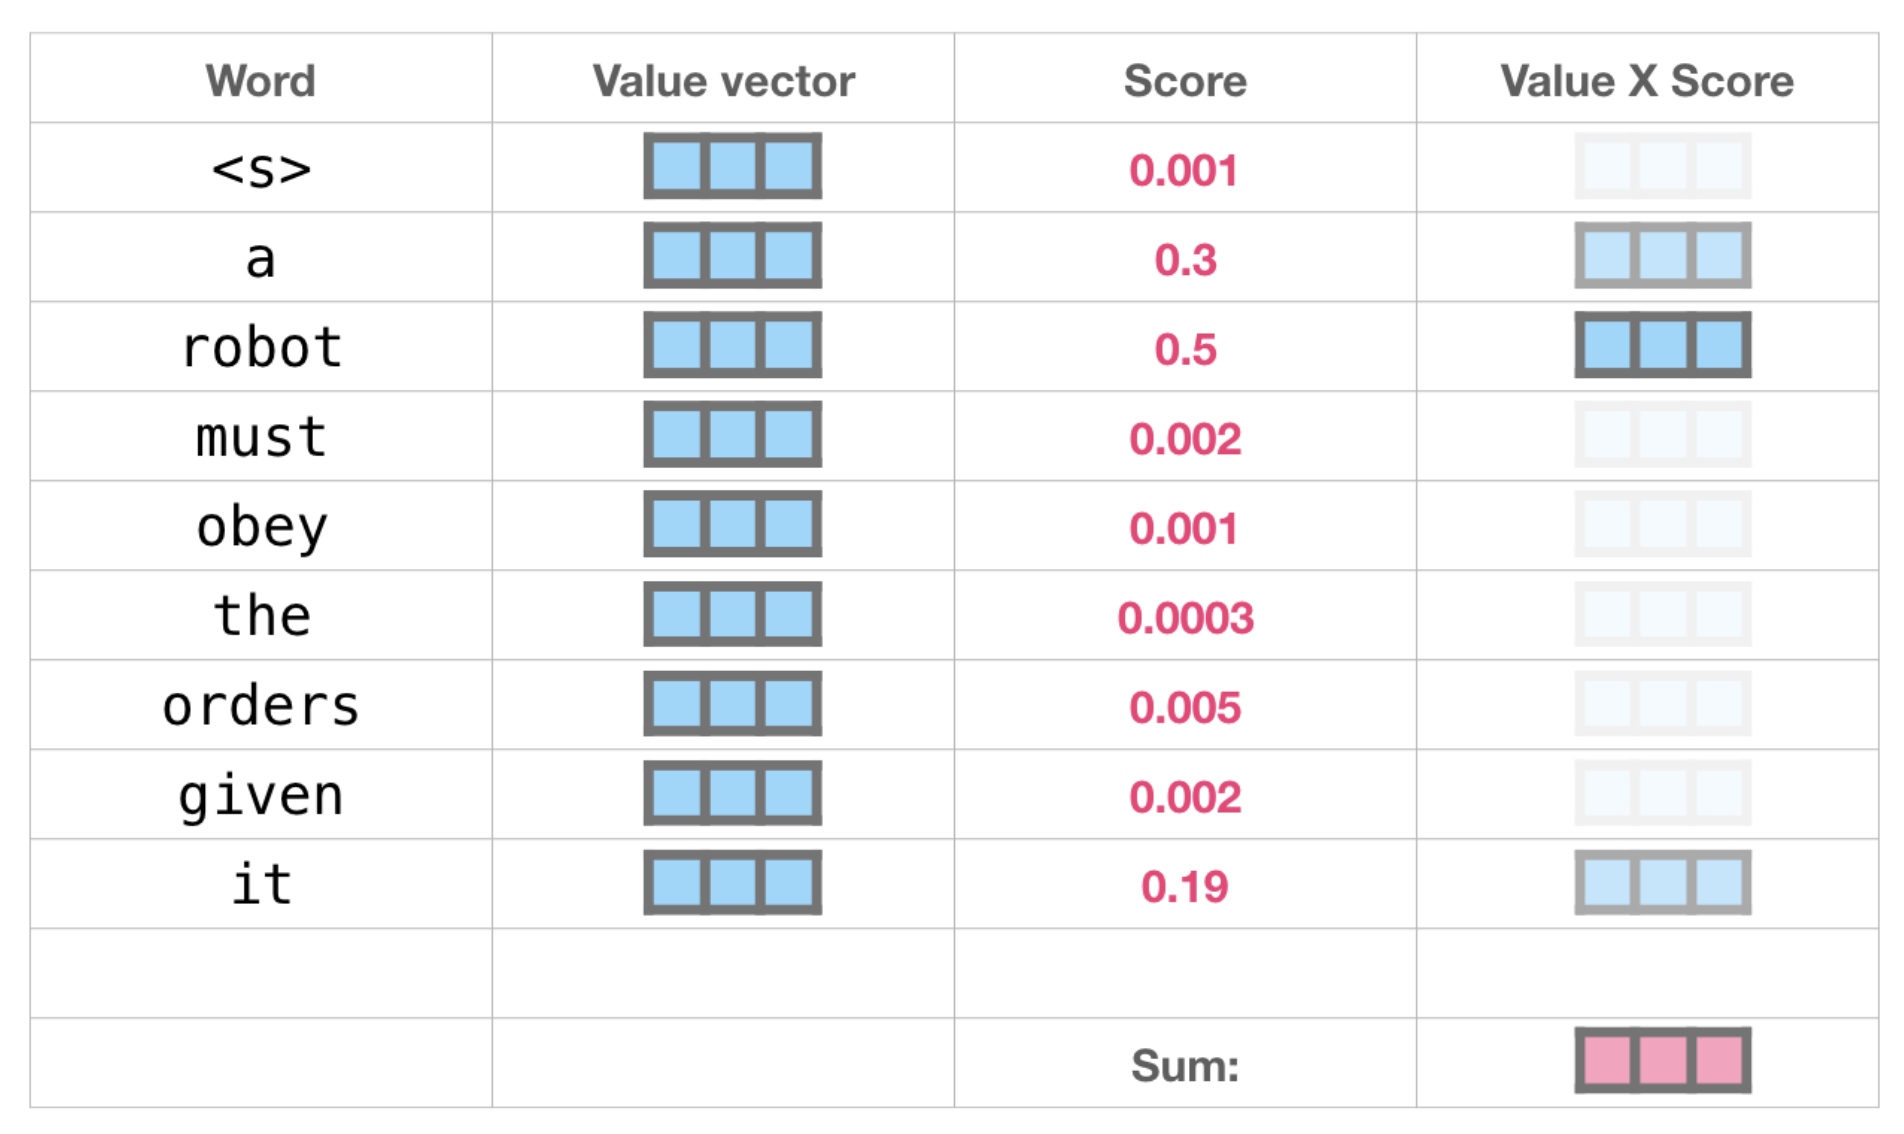 Word Value vector Score Value X Score
<s> 0.001
a 0.3
robot 0.5
must 0.002
obey 0.001
the 0.0003
orders 0.005
given 0.002
it 0.19
Sum: